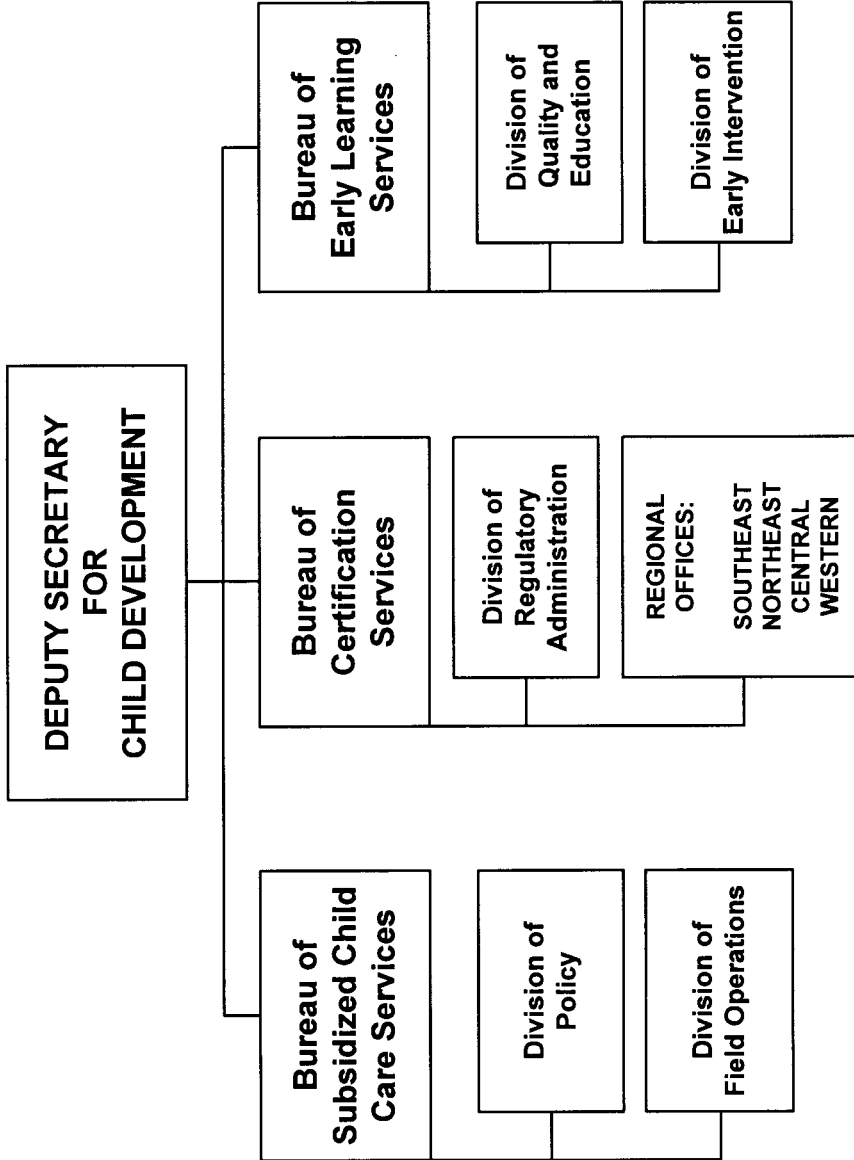 DEPUTY SECRETARY
FOR
CHILD DEVELOPMENT
Bureau of
Subsidized Child
Care Services
Division of
Policy
Division of
Field Operations
Bureau of
Certification
Services
Division of
Regulatory
Administration
REGIONAL
OFFICES:
SOUTHEAST
NORTHEAST
CENTRAL
WESTERN
Bureau of
Early Learning
Services
Division of
Quality and
Education
Division of
Early Intervention